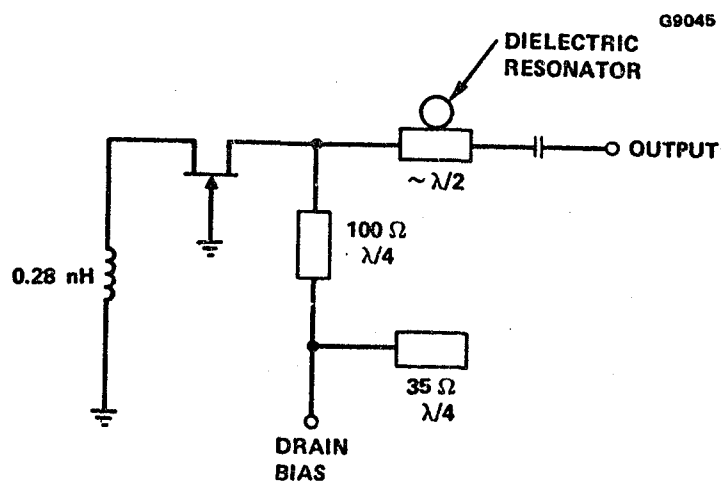 G9045
DIELECTRIC
RESONATOR
OUTPUT
~ λ/2
100 Ω
λ/4
0.28 nH
35 Ω
λ/4
DRAIN
BIAS